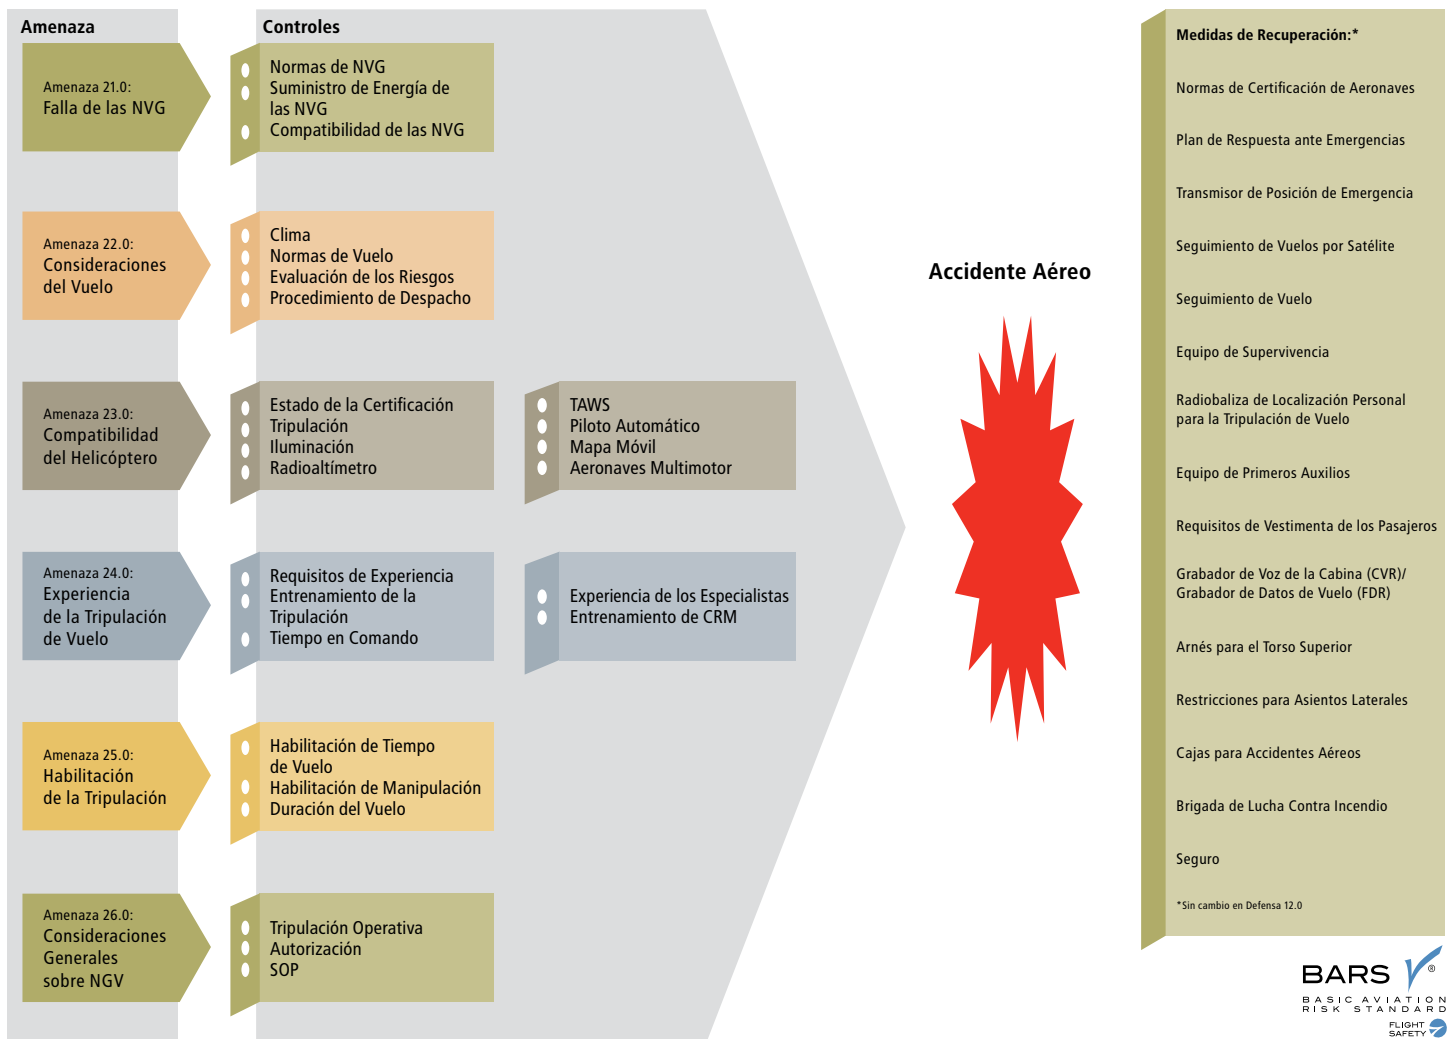 Amenaza
Controles
Amenaza 21.0:
Falla de las NVG
Normas de NVG
Suministro de Energía de
las NVG
Compatibilidad de las NVG
Amenaza 22.0:
Consideraciones
del Vuelo
Clima
Normas de Vuelo
Evaluación de los Riesgos
Procedimiento de Despacho
Amenaza 23.0:
Compatibilidad
del Helicóptero
Estado de la Certificación
Tripulación
Iluminación
Radioaltímetro
TAWS
Piloto Automático
Mapa Móvil
Aeronaves Multimotor
Amenaza 24.0:
Experiencia
de la Tripulación
de Vuelo
Requisitos de Experiencia
Entrenamiento de la
Tripulación
Tiempo en Comando
Experiencia de los Especialistas
Entrenamiento de CRM
Amenaza 25.0:
Habilitación
de la Tripulación
Habilitación de Tiempo
de Vuelo
Habilitación de Manipulación
Duración del Vuelo
Amenaza 26.0:
Consideraciones
Generales
sobre NGV
Tripulación Operativa
Autorización
SOP
Accidente Aéreo
Medidas de Recuperación:*
Normas de Certificación de Aeronaves
Plan de Respuesta ante Emergencias
Transmisor de Posición de Emergencia
Seguimiento de Vuelos por Satélite
Seguimiento de Vuelo
Equipo de Supervivencia
Radiobaliza de Localización Personal
para la Tripulación de Vuelo
Equipo de Primeros Auxilios
Requisitos de Vestimenta de los Pasajeros
Grabador de Voz de la Cabina (CVR)/
Grabador de Datos de Vuelo (FDR)
Arnés para el Torso Superior
Restricciones para Asientos Laterales
Cajas para Accidentes Aéreos
Brigada de Lucha Contra Incendio
Seguro
*Sin cambio en Defensa 12.0
BARS ®
BASIC AVIATION
RISK STANDARD
FLIGHT
SAFETY